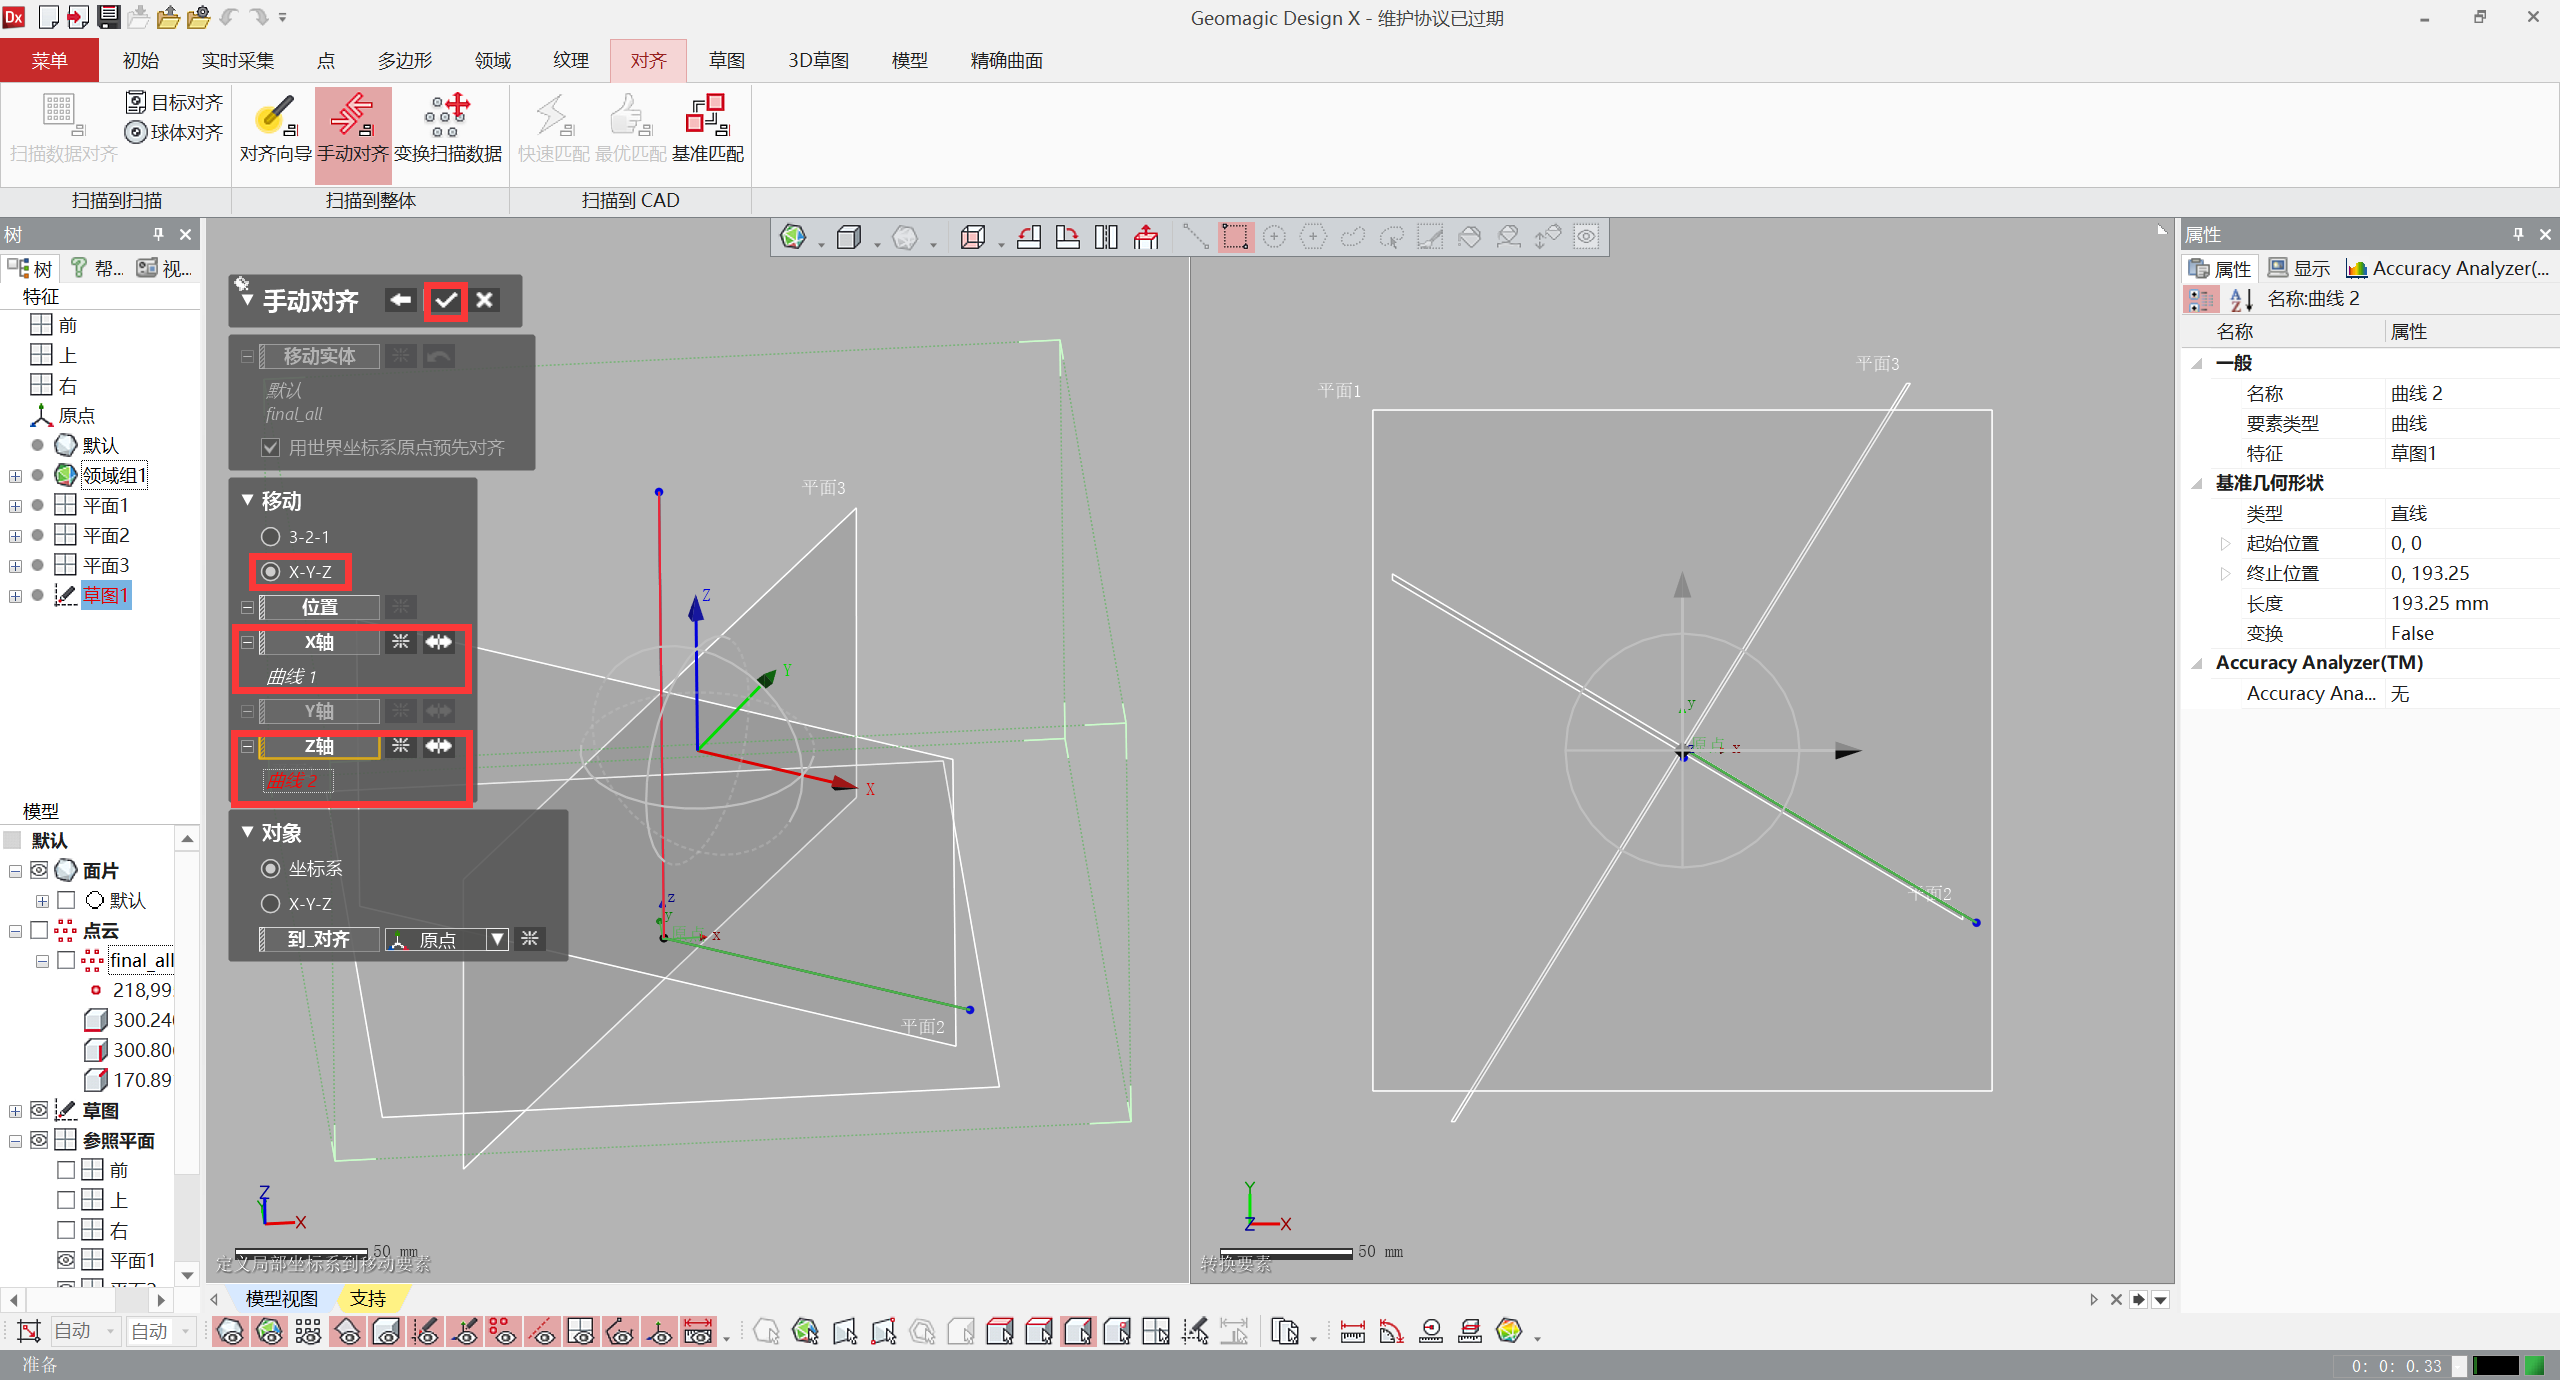 Geomagic Design X - 维护协议已过期
菜单 初始 实时采集 点 多边形 领域 纹理 对齐 草图 3D草图 模型 精确曲面
扫描数据对齐 目标对齐 球体对齐 对齐向导 手动对齐 变换扫描数据 快速匹配 最优匹配 基准匹配
扫描到扫描 扫描到整体 扫描到 CAD
树
树 帮... 视...
特征
前
上
右
原点
默认
领域组1
平面1
平面2
平面3
草图1
模型
默认
面片
默认
点云
final_all
218,99
300.24
300.80
170.89
草图
参照平面
前
上
右
平面1
手动对齐
移动实体
默认
final_all
用世界坐标系原点预先对齐
移动
3-2-1
X-Y-Z
位置
X轴
曲线 1
Y轴
Z轴
曲线 2
对象
坐标系
X-Y-Z
到_对齐 原点
平面3
Z
Y
X
z
y
原点 x
平面2
Z
Y
X
50 mm
定义局部坐标系到移动要素
平面1
平面3
y
原点 x
平面2
Y
Z X
50 mm
转换要素
属性
属性 显示 Accuracy Analyzer(...
名称:曲线 2
名称 属性
一般
名称 曲线 2
要素类型 曲线
特征 草图1
基准几何形状
类型 直线
起始位置 0, 0
终止位置 0, 193.25
长度 193.25 mm
变换 False
Accuracy Analyzer(TM)
Accuracy Ana... 无
模型视图 支持
自动 自动
准备
0: 0: 0.33